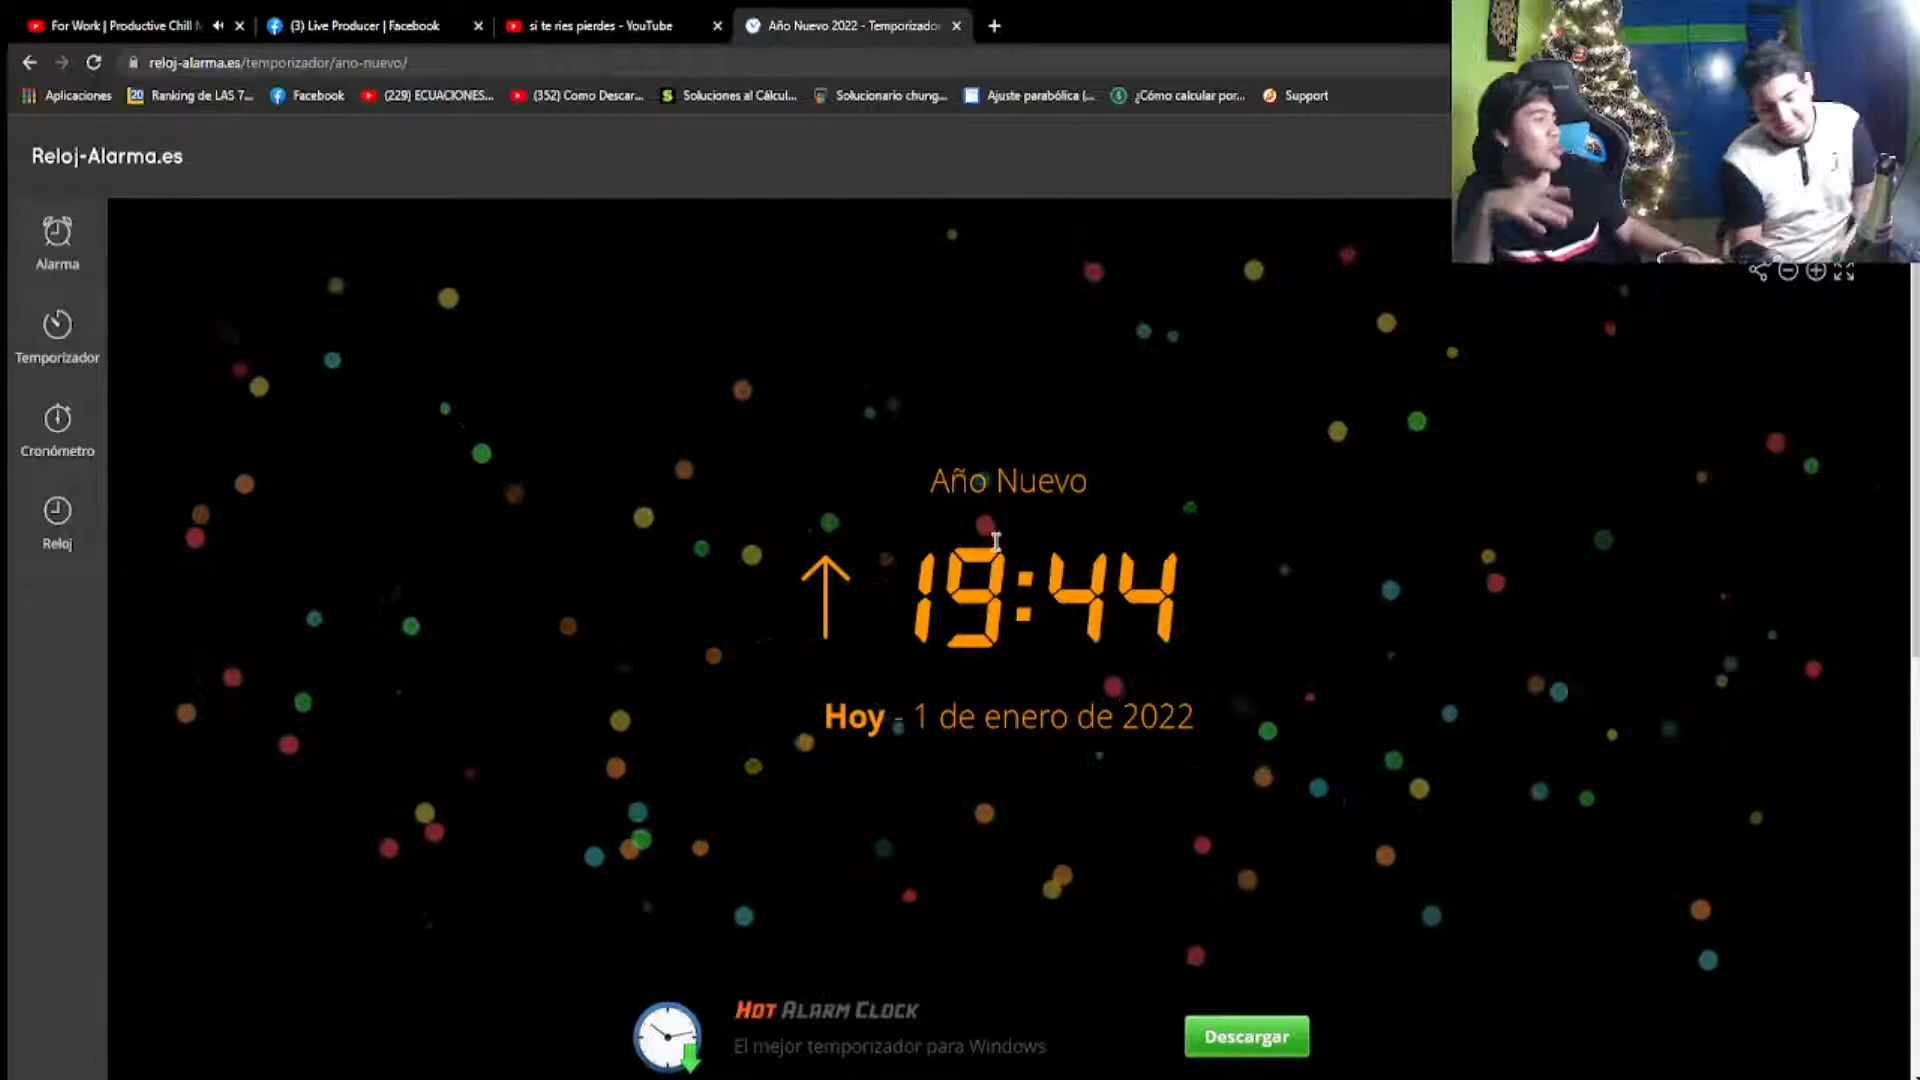 For Work | Productive Chill
(3) Live Producer | Facebook
si te ries pierdes - YouTube
Año Nuevo 2022 - Temporizador
reloj-alarma.es/temporizador/ano-nuevo/
Aplicaciones
Ranking de LAS 7...
Facebook
(229) ECUACIONES...
(352) Como Descar...
Soluciones al Cálcul...
Solucionario chung...
Ajuste parabólica (...
¿Cómo calcular por...
Support
Reloj-Alarma.es
Alarma
Temporizador
Cronómetro
Reloj
Año Nuevo
↑ 19:44
Hoy - 1 de enero de 2022
HOT ALARM CLOCK
El mejor temporizador para Windows
Descargar